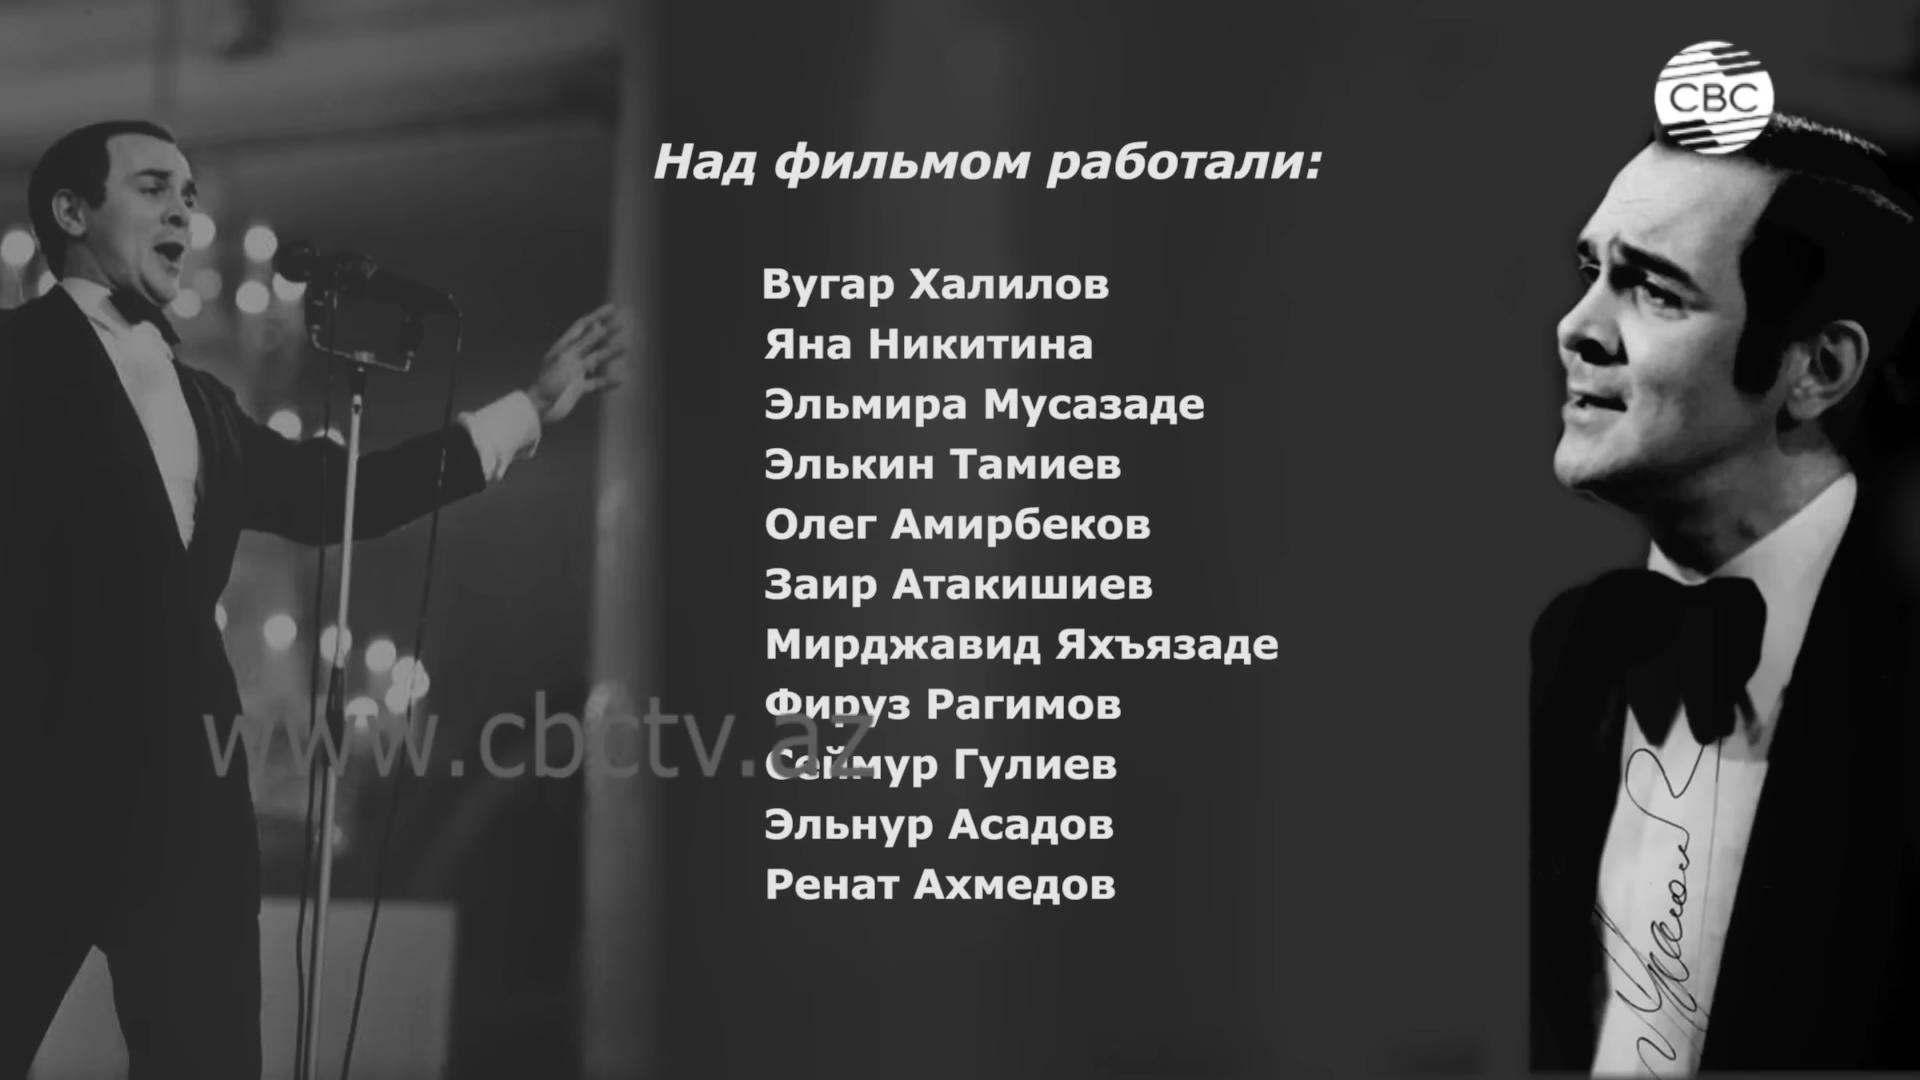 CBC
Над фильмом работали:
Вугар Халилов
Яна Никитина
Эльмира Мусазаде
Элькин Тамиев
Олег Амирбеков
Заир Атакишиев
Мирджавид Яхъязаде
Фируз Рагимов
www.cbctv.az
Сеймур Гулиев
Эльнур Асадов
Ренат Ахмедов